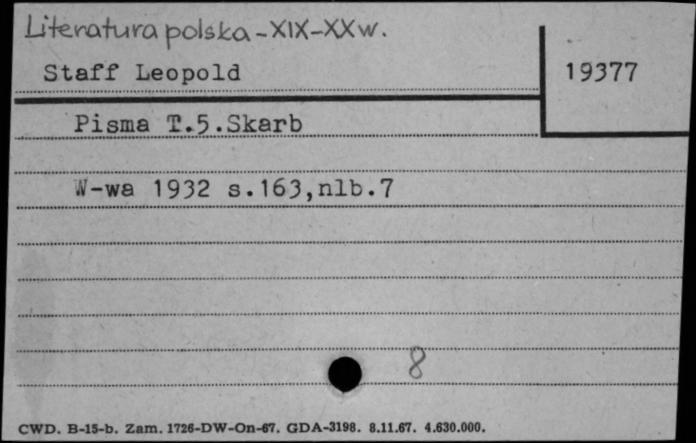 Literatura polska-XIX-XXw.
Staff Leopold
19377
Pisma T.5.Skarb
W-wa 1932 s.163,nlb.7
8
CWD. B-15-b. Zam. 1726-DW-On-67. GDA-3198. 8.11.67. 4.630.000.